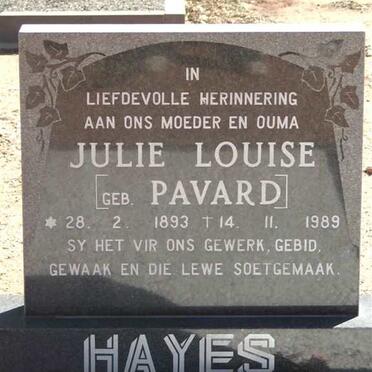 IN
LIEFDEVOLLE HERINNERING
AAN ONS MOEDER EN OUMA
JULIE LOUISE
[GEB. PAVARD]
* 28. 2. 1893 † 14. 11. 1989
SY HET VIR ONS GEWERK, GEBID,
GEWAAK EN DIE LEWE SOETGEMAAK.
HAYES